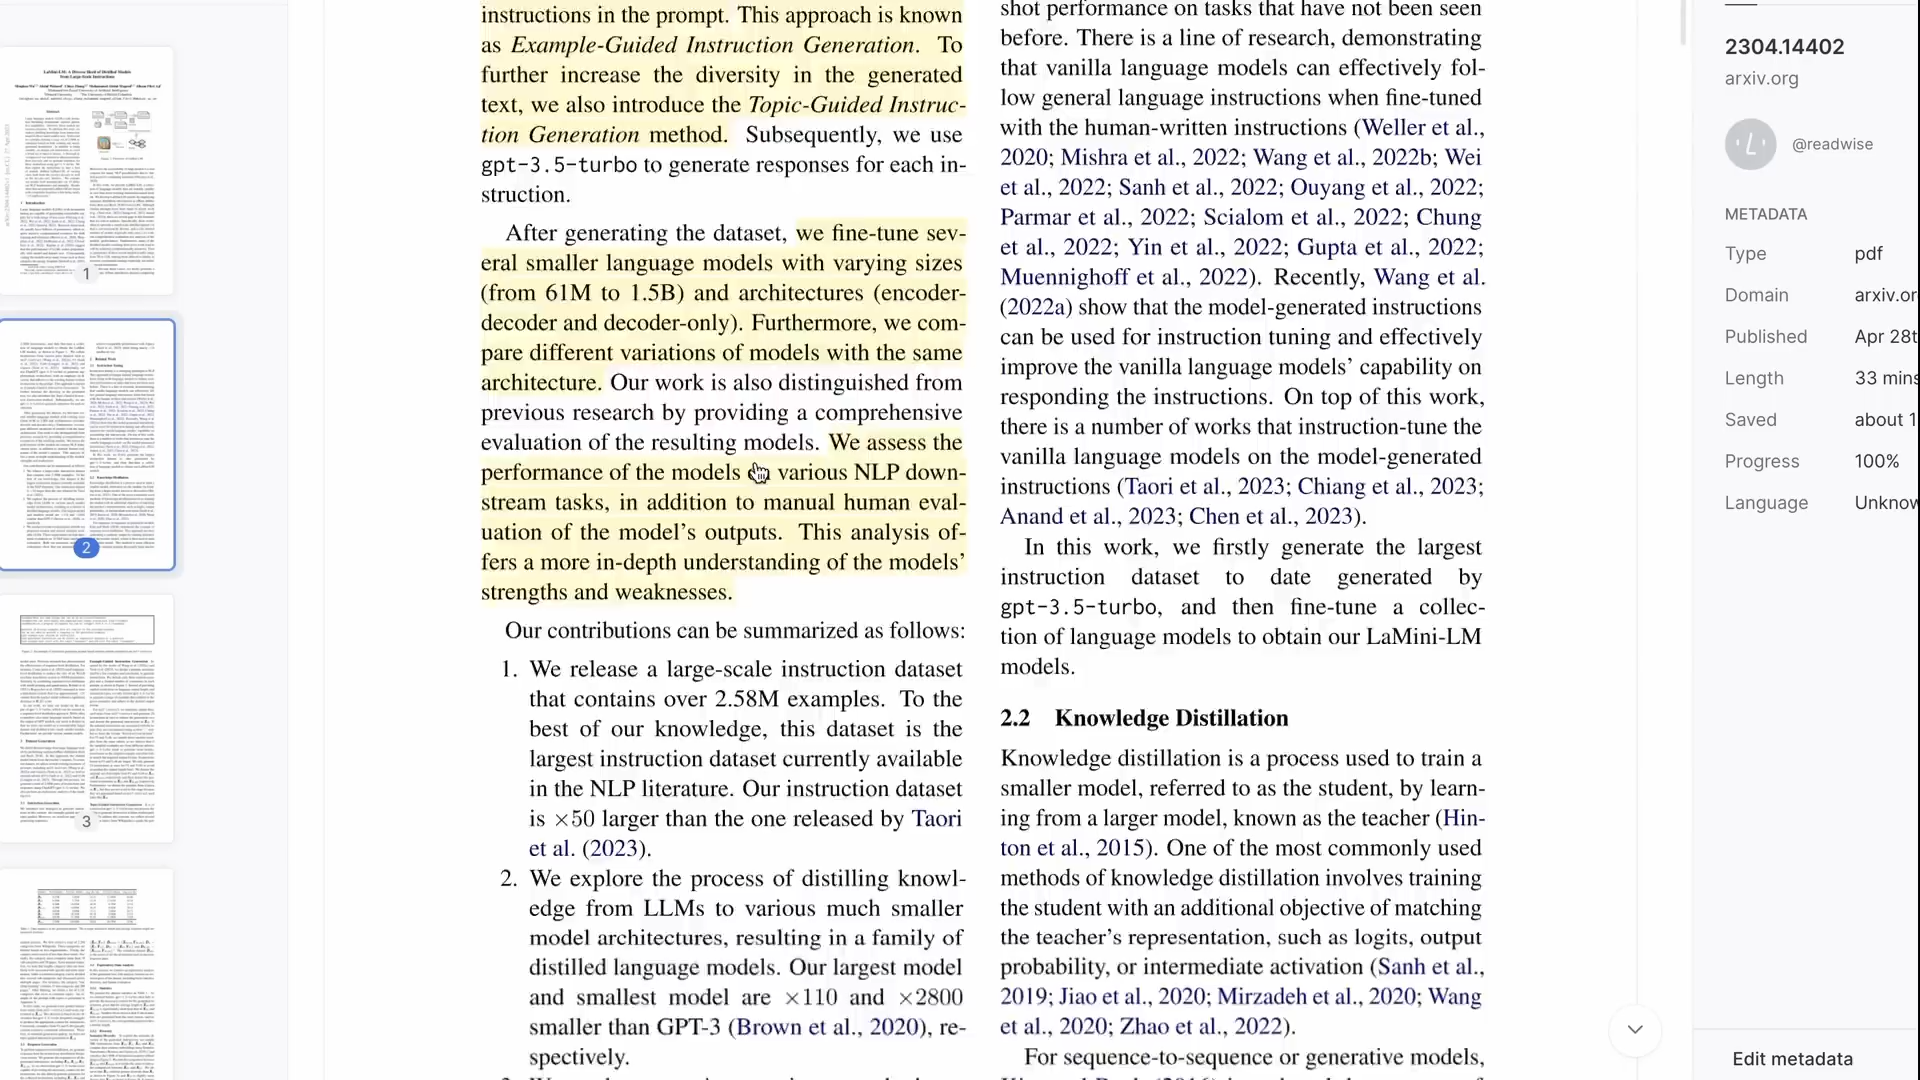 instructions in the prompt. This approach is known
as Example-Guided Instruction Generation. To
further increase the diversity in the generated
text, we also introduce the Topic-Guided Instruc-
tion Generation method. Subsequently, we use
gpt-3.5-turbo to generate responses for each in-
struction.
After generating the dataset, we fine-tune sev-
eral smaller language models with varying sizes
(from 61M to 1.5B) and architectures (encoder-
decoder and decoder-only). Furthermore, we com-
pare different variations of models with the same
architecture. Our work is also distinguished from
previous research by providing a comprehensive
evaluation of the resulting models. We assess the
performance of the models on various NLP down-
stream tasks, in addition to manual human eval-
uation of the model's outputs. This analysis of-
fers a more in-depth understanding of the models'
strengths and weaknesses.
Our contributions can be summarized as follows:
1. We release a large-scale instruction dataset
that contains over 2.58M examples. To the
best of our knowledge, this dataset is the
largest instruction dataset currently available
in the NLP literature. Our instruction dataset
is ×50 larger than the one released by Taori
et al. (2023).
2. We explore the process of distilling knowl-
edge from LLMs to various much smaller
model architectures, resulting in a family of
distilled language models. Our largest model
and smallest model are ×110 and ×2800
smaller than GPT-3 (Brown et al., 2020), re-
spectively.
shot performance on tasks that have not been seen
before. There is a line of research, demonstrating
that vanilla language models can effectively fol-
low general language instructions when fine-tuned
with the human-written instructions (Weller et al.,
2020; Mishra et al., 2022; Wang et al., 2022b; Wei
et al., 2022; Sanh et al., 2022; Ouyang et al., 2022;
Parmar et al., 2022; Scialom et al., 2022; Chung
et al., 2022; Yin et al., 2022; Gupta et al., 2022;
Muennighoff et al., 2022). Recently, Wang et al.
(2022a) show that the model-generated instructions
can be used for instruction tuning and effectively
improve the vanilla language models' capability on
responding the instructions. On top of this work,
there is a number of works that instruction-tune the
vanilla language models on the model-generated
instructions (Taori et al., 2023; Chiang et al., 2023;
Anand et al., 2023; Chen et al., 2023).
In this work, we firstly generate the largest
instruction dataset to date generated by
gpt-3.5-turbo, and then fine-tune a collec-
tion of language models to obtain our LaMini-LM
models.
2.2 Knowledge Distillation
Knowledge distillation is a process used to train a
smaller model, referred to as the student, by learn-
ing from a larger model, known as the teacher (Hin-
ton et al., 2015). One of the most commonly used
methods of knowledge distillation involves training
the student with an additional objective of matching
the teacher's representation, such as logits, output
probability, or intermediate activation (Sanh et al.,
2019; Jiao et al., 2020; Mirzadeh et al., 2020; Wang
et al., 2020; Zhao et al., 2022).
For sequence-to-sequence or generative models,
2304.14402
arxiv.org
@readwise
METADATA
Type pdf
Domain arxiv.or
Published Apr 28t
Length 33 mins
Saved about 1
Progress 100%
Language Unknow
Edit metadata
1
2
3